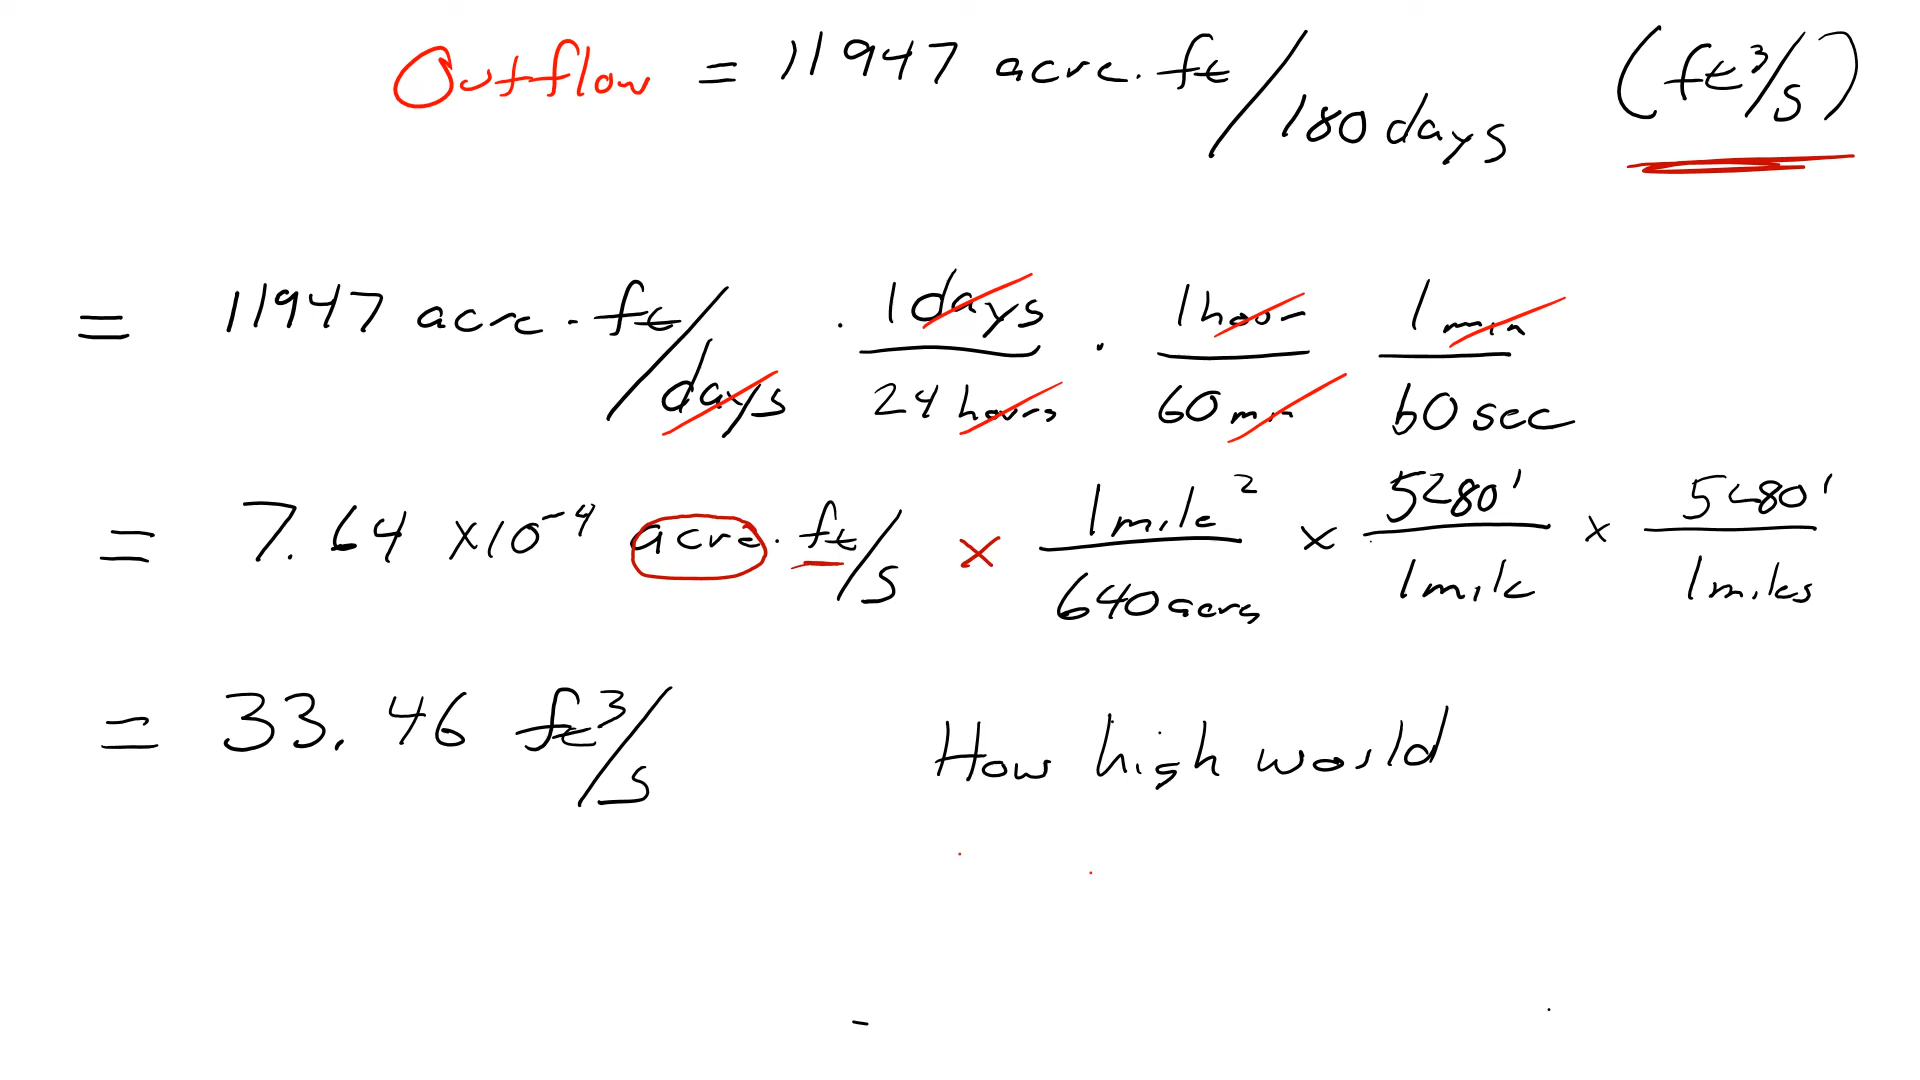 Outflow = 11947 acre.ft/180 days (ft³/s)
= 11947 acre.ft/days · 1 days/24 hours · 1 hour/60 min 1 min/60 sec
= 7.64 x10⁻⁴ acre.ft/s x 1 mile²/640 acres x 5280'/1 mile x 5280'/1 miles
= 33.46 ft³/s How high would